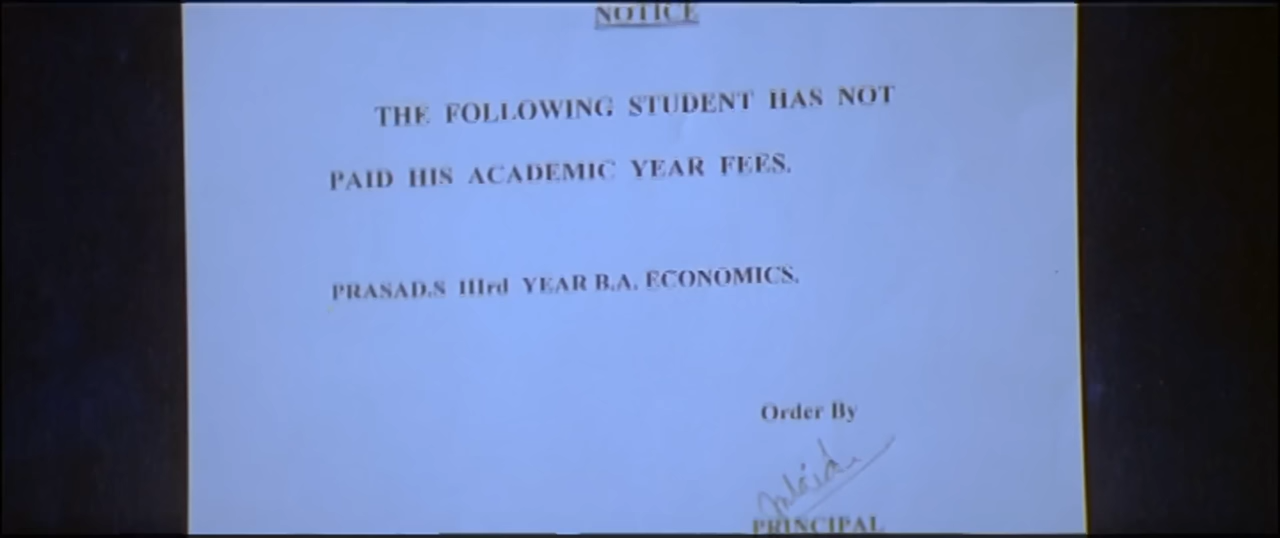 NOTICE
THE FOLLOWING STUDENT HAS NOT
PAID HIS ACADEMIC YEAR FEES.
PRASAD.S IIIrd YEAR B.A. ECONOMICS.
Order By
PRINCIPAL